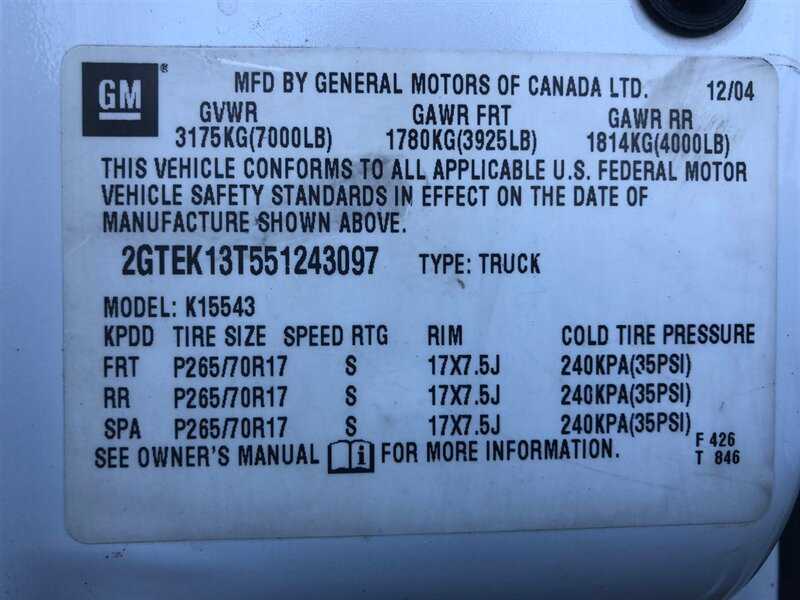 GM ® MFD BY GENERAL MOTORS OF CANADA LTD. 12/04
GVWR GAWR FRT GAWR RR
3175KG(7000LB) 1780KG(3925LB) 1814KG(4000LB)
THIS VEHICLE CONFORMS TO ALL APPLICABLE U.S. FEDERAL MOTOR
VEHICLE SAFETY STANDARDS IN EFFECT ON THE DATE OF
MANUFACTURE SHOWN ABOVE.
2GTEK13T551243097 TYPE: TRUCK
MODEL: K15543
KPDD TIRE SIZE SPEED RTG RIM COLD TIRE PRESSURE
FRT P265/70R17 S 17X7.5J 240KPA(35PSI)
RR P265/70R17 S 17X7.5J 240KPA(35PSI)
SPA P265/70R17 S 17X7.5J 240KPA(35PSI)
SEE OWNER'S MANUAL i FOR MORE INFORMATION. F 426
T 846